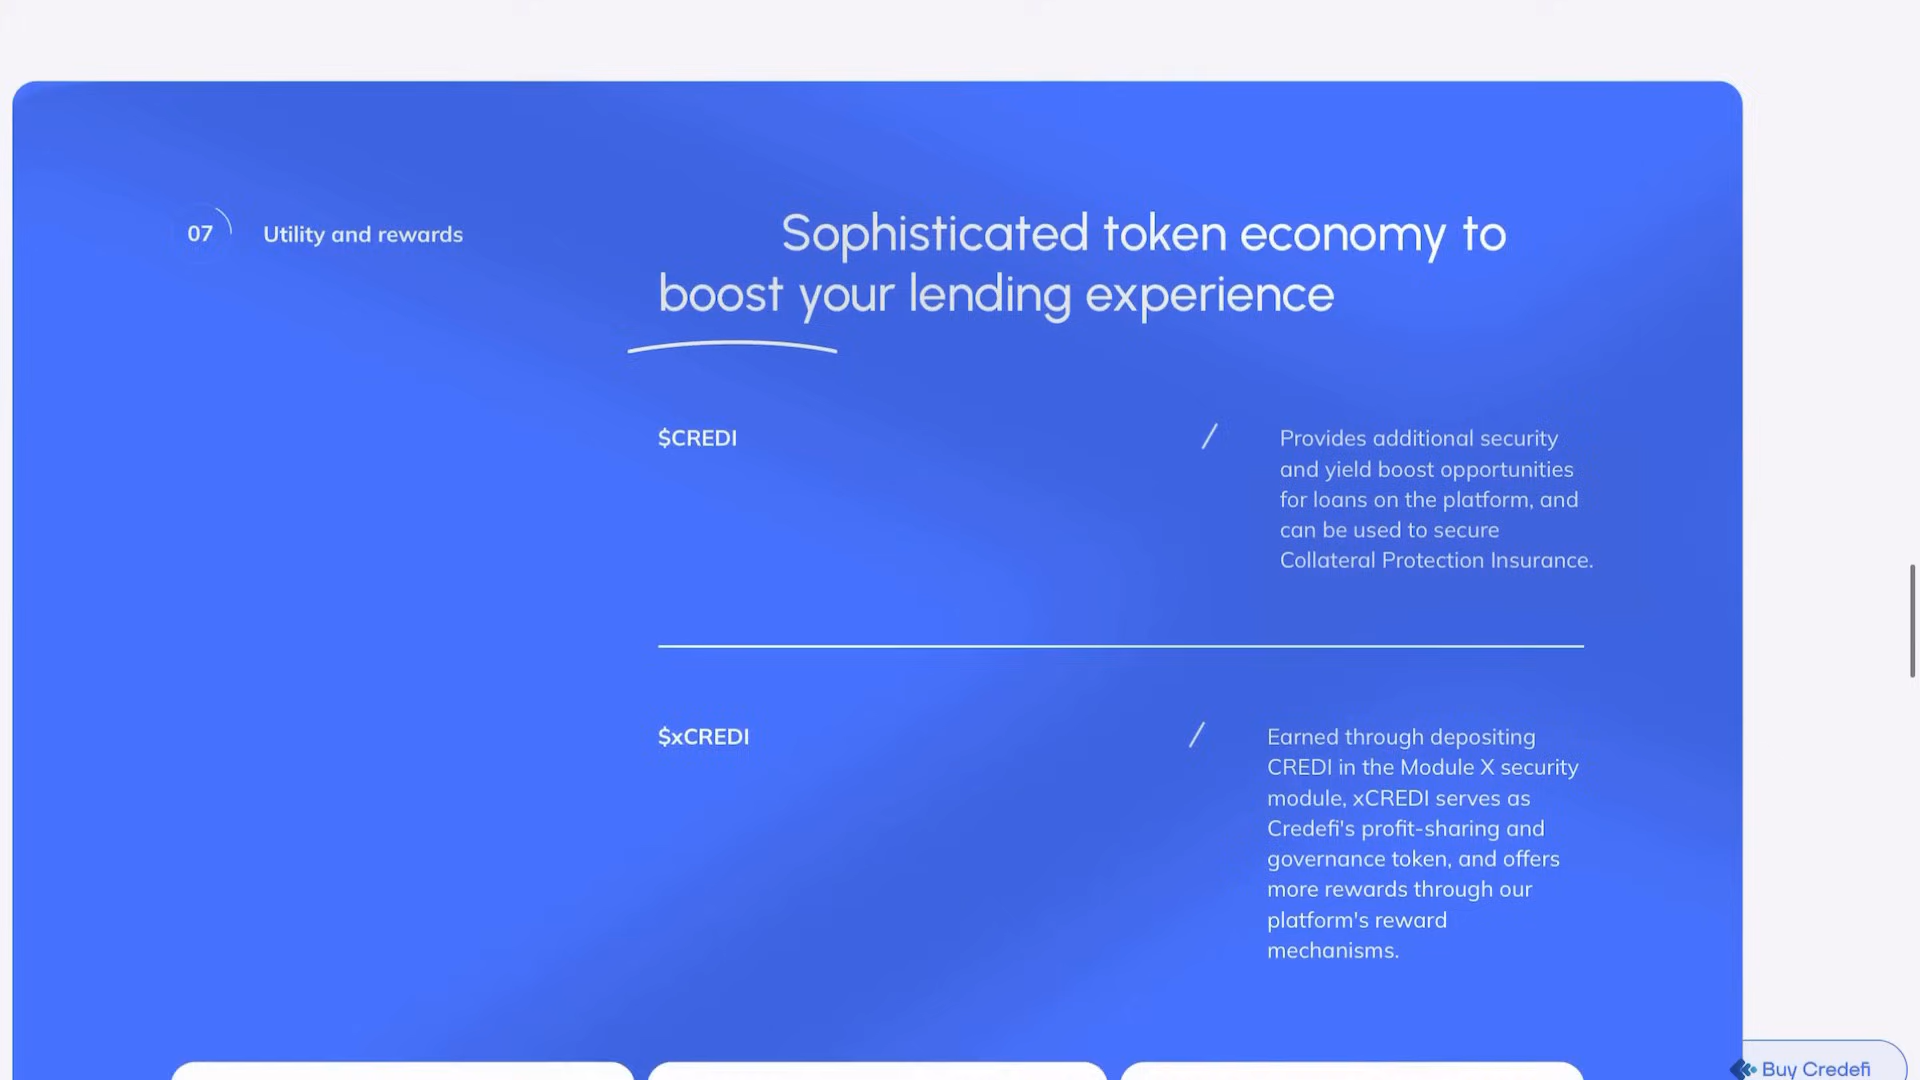 07
Utility and rewards
Sophisticated token economy to
boost your lending experience
$CREDI
/
Provides additional security
and yield boost opportunities
for loans on the platform, and
can be used to secure
Collateral Protection Insurance.
$xCREDI
/
Earned through depositing
CREDI in the Module X security
module, xCREDI serves as
Credefi's profit-sharing and
governance token, and offers
more rewards through our
platform's reward
mechanisms.
Buy Credefi